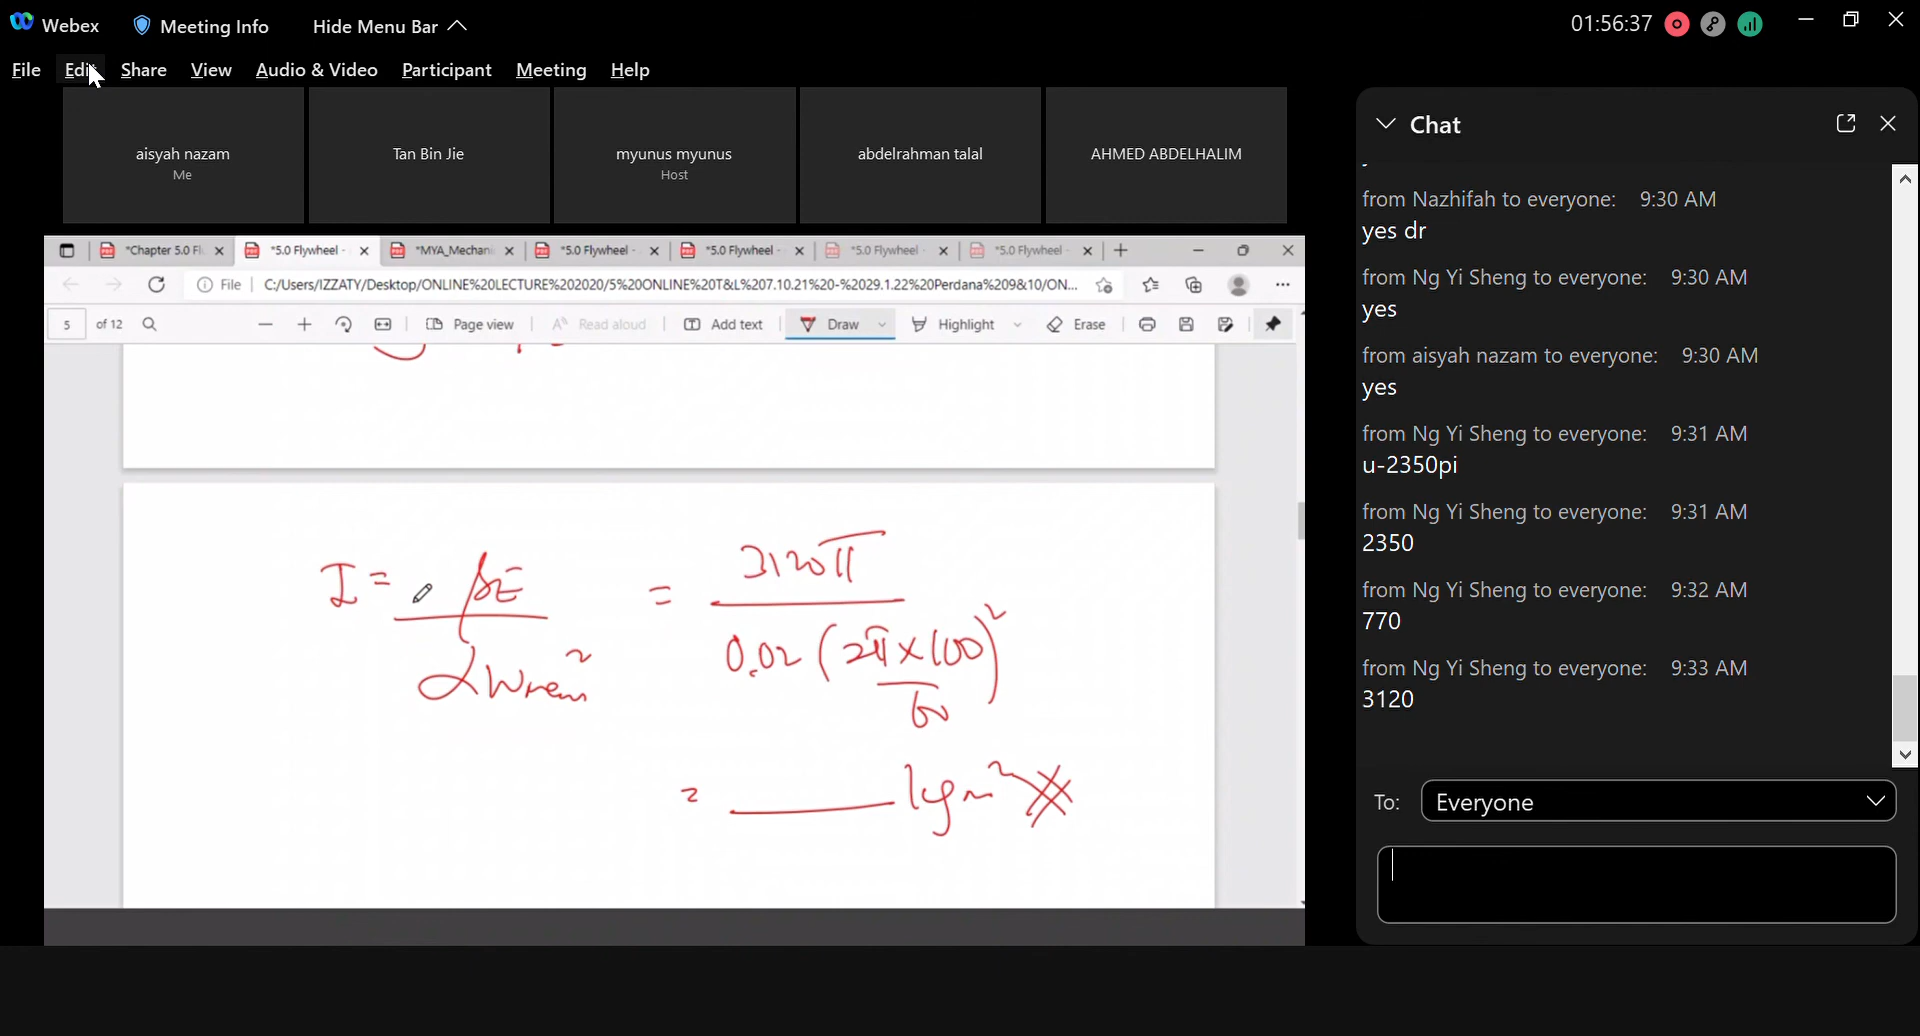 Webex Meeting Info Hide Menu Bar 01:56:37
File Edit Share View Audio & Video Participant Meeting Help
aisyah nazam
Me
Tan Bin Jie
myunus myunus
Host
abdelrahman talal
AHMED ABDELHALIM
*Chapter 5.0 Fl *5.0 Flywheel - *MYA_Mechani *5.0 Flywheel - *5.0 Flywheel - *5.0 Flywheel - *5.0 Flywheel -
File C:/Users/IZZATY/Desktop/ONLINE%20LECTURE%202020/5%20ONLINE%20T&L%207.10.21%20-%2029.1.22%20Perdana%209&10/ON...
5 of 12 Page view Read aloud Add text Draw Highlight Erase
I = ΔE = 3120π
αWmean² 0.02 (2π×100)²
60
= ______ kgm²
Chat
from Nazhifah to everyone: 9:30 AM
yes dr
from Ng Yi Sheng to everyone: 9:30 AM
yes
from aisyah nazam to everyone: 9:30 AM
yes
from Ng Yi Sheng to everyone: 9:31 AM
u-2350pi
from Ng Yi Sheng to everyone: 9:31 AM
2350
from Ng Yi Sheng to everyone: 9:32 AM
770
from Ng Yi Sheng to everyone: 9:33 AM
3120
To: Everyone